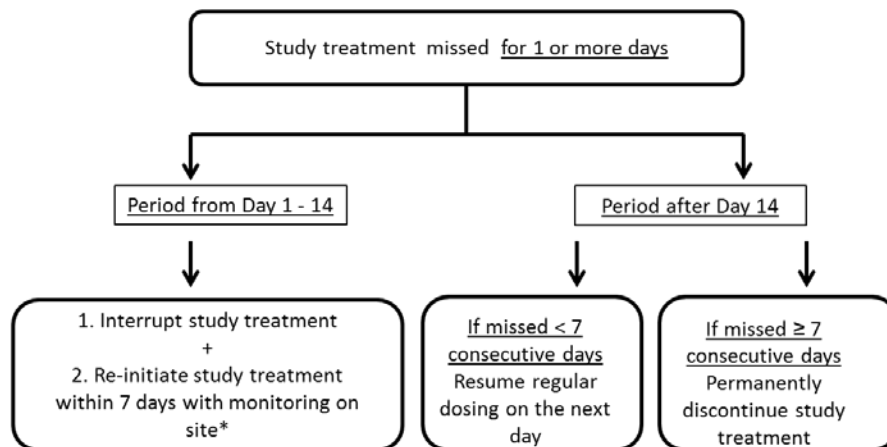 Study treatment missed for 1 or more days
Period from Day 1 - 14
Period after Day 14
1. Interrupt study treatment
+
2. Re-initiate study treatment
within 7 days with monitoring on
site*
If missed < 7
consecutive days
Resume regular
dosing on the next
day
If missed ≥ 7
consecutive days
Permanently
discontinue study
treatment